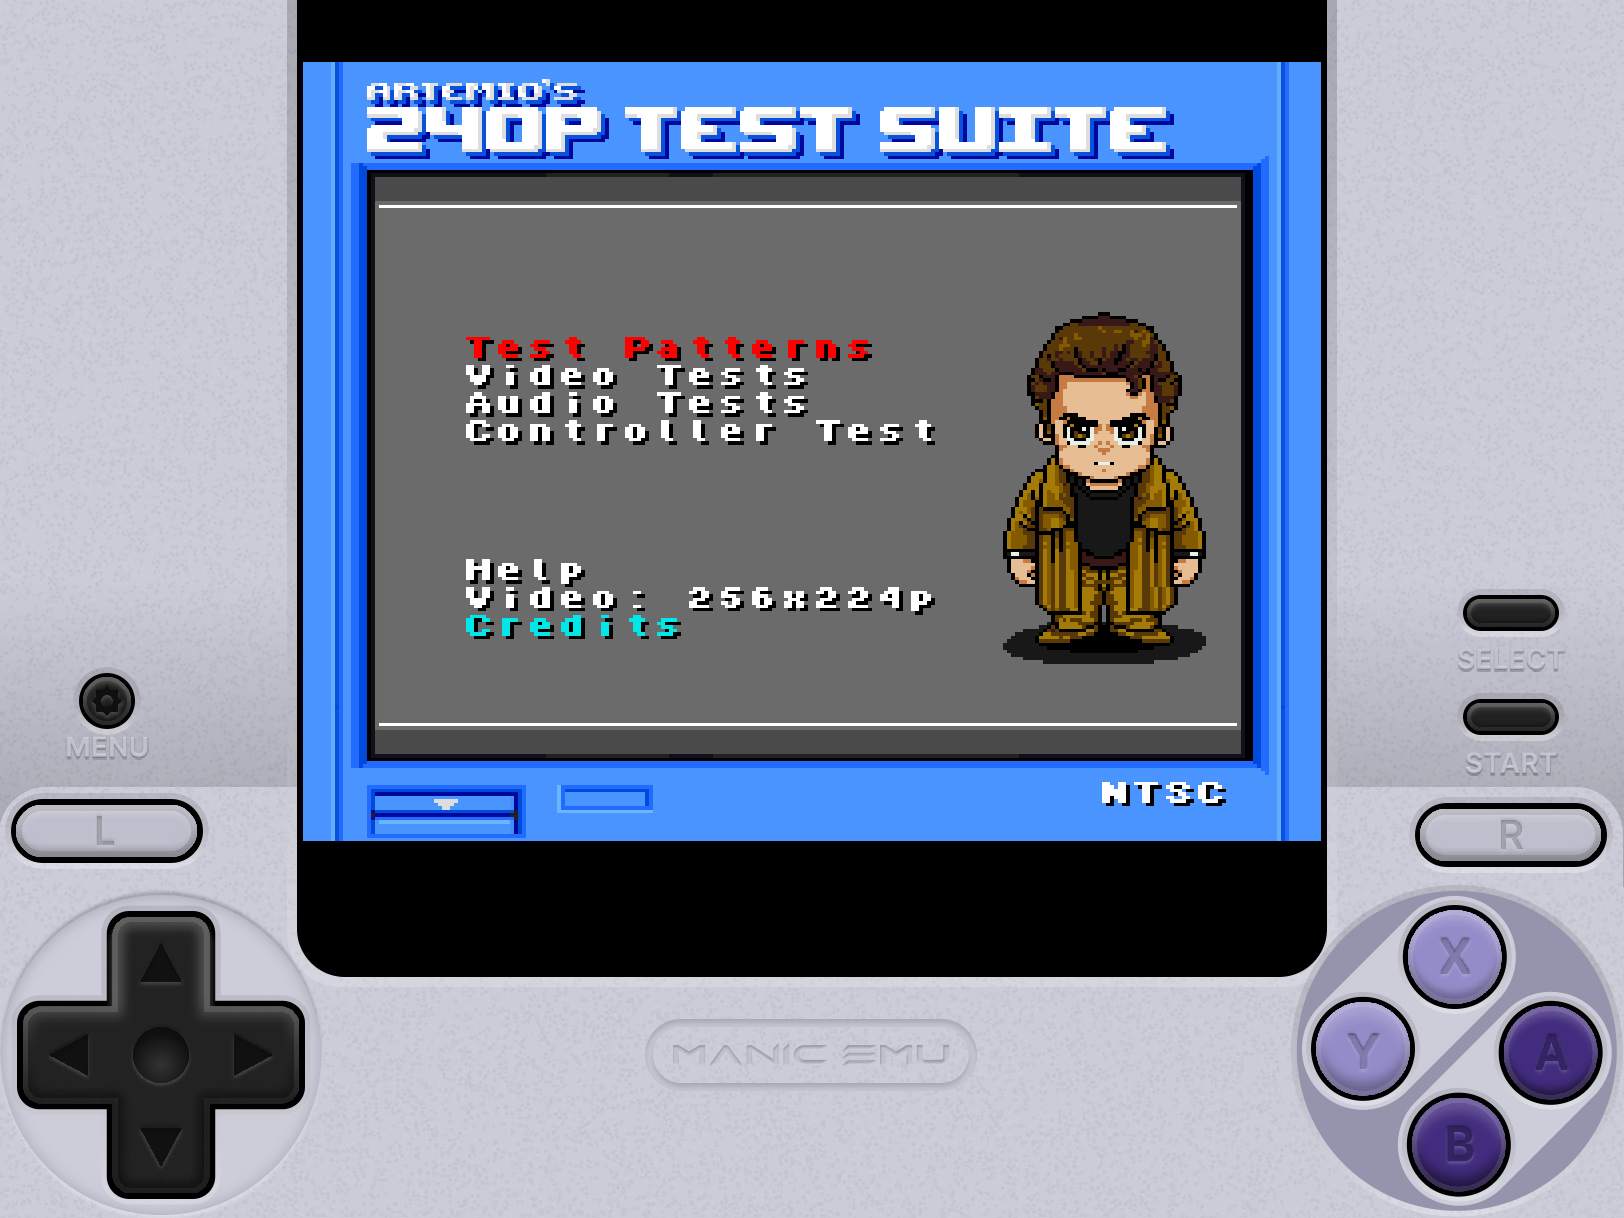 ARTEMIO'S
240P TEST SUITE
Test Patterns
Video Tests
Audio Tests
Controller Test
Help
Video: 256x224p
Credits
NTSC
SELECT
MENU
START
L
R
X
Y
A
B
MANIC EMU